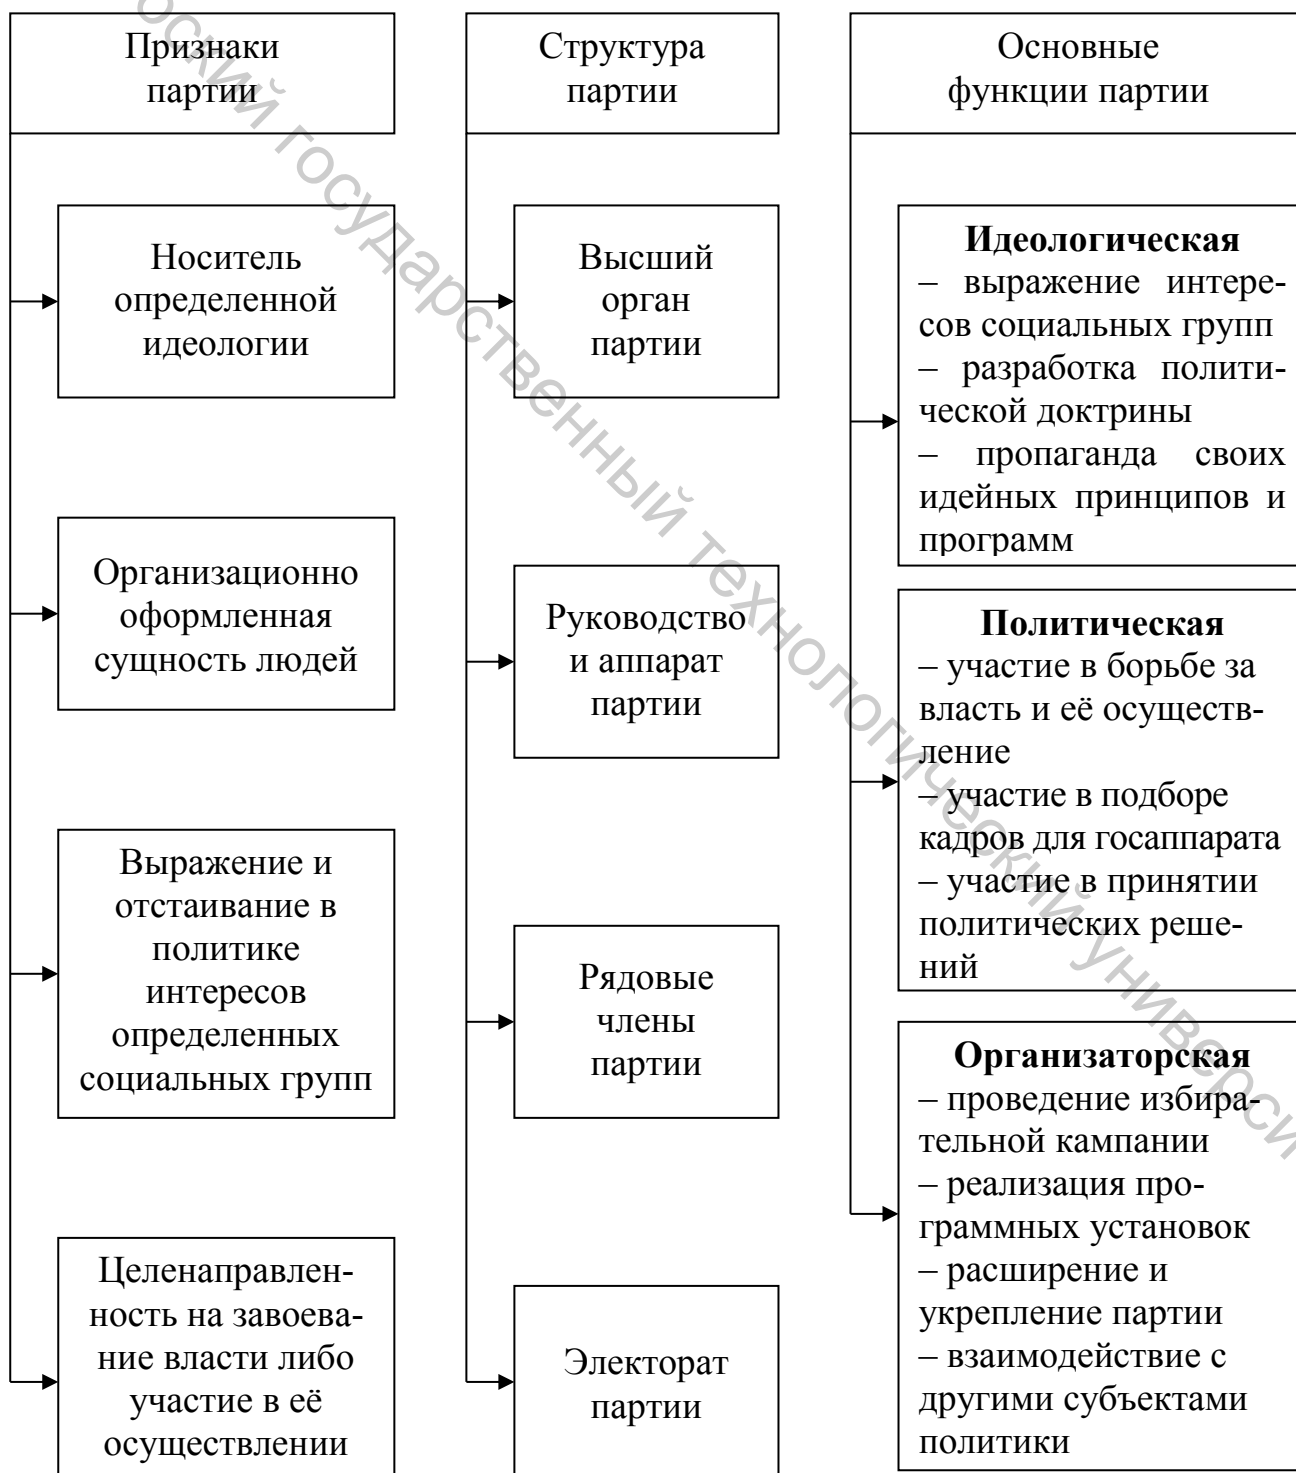 Признаки
партии
Носитель
определенной
идеологии
Организационно
оформленная
сущность людей
Выражение и
отстаивание в
политике
интересов
определенных
социальных групп
Целенаправлен-
ность на завоева-
ние власти либо
участие в её
осуществлении
Структура
партии
Высший
орган
партии
Руководство
и аппарат
партии
Рядовые
члены
партии
Электорат
партии
Основные
функции партии
Идеологическая
– выражение интере-
сов социальных групп
– разработка полити-
ческой доктрины
– пропаганда своих
идейных принципов и
программ
Политическая
– участие в борьбе за
власть и её осуществ-
ление
– участие в подборе
кадров для госаппарата
– участие в принятии
политических реше-
ний
Организаторская
– проведение избира-
тельной кампании
– реализация про-
граммных установок
– расширение и
укрепление партии
– взаимодействие с
другими субъектами
политики
государственный технологический